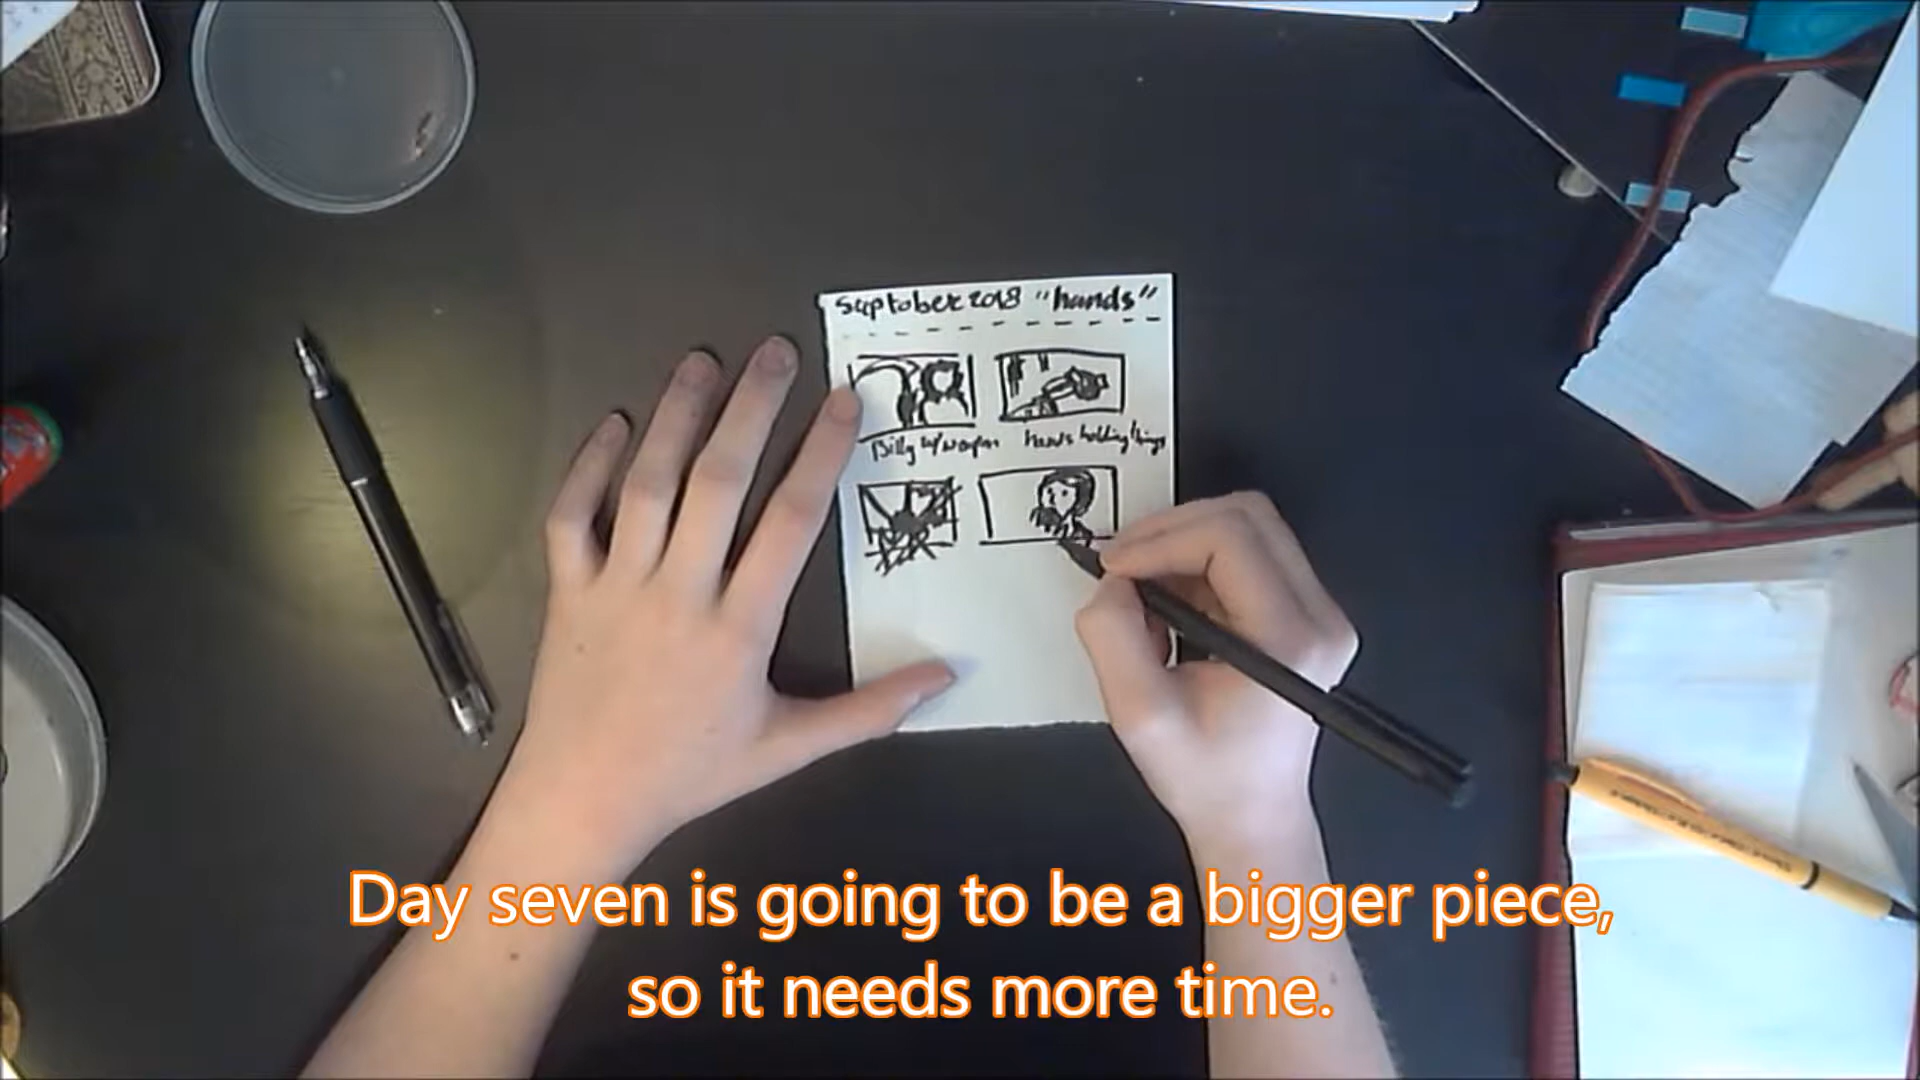 Saptober 2018 "hands"
Billy w/weapon hands holding things
Day seven is going to be a bigger piece,
so it needs more time.